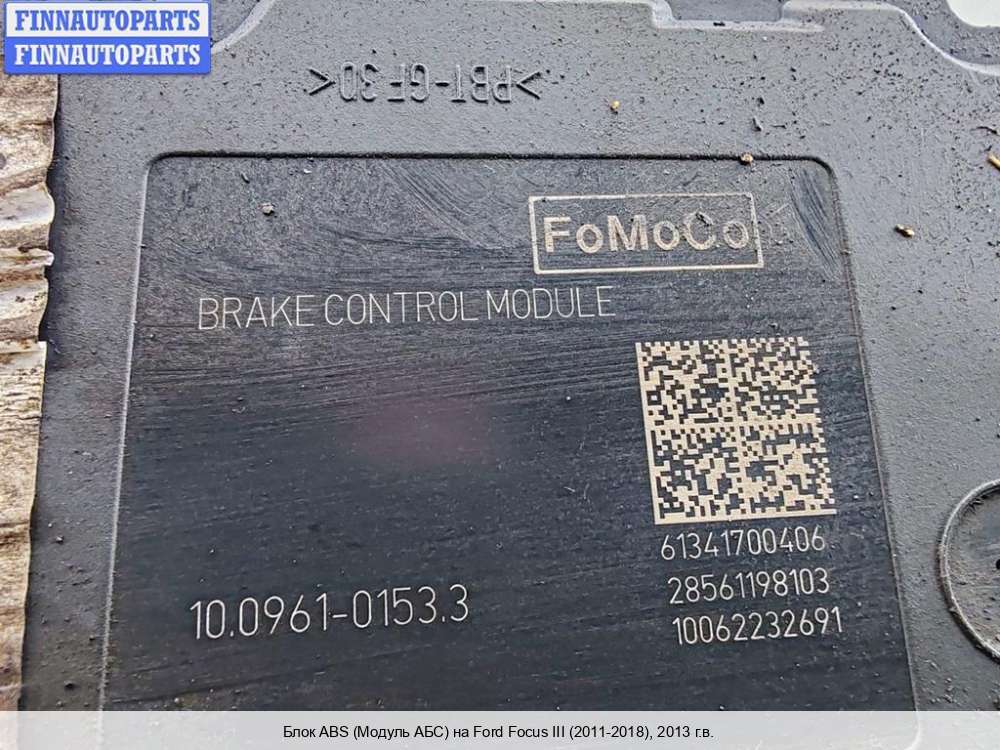 FINNAUTOPARTS
FINNAUTOPARTS
>PBT-GF30<
FoMoCo
BRAKE CONTROL MODULE
61341700406
28561198103
10062232691
10.0961-0153.3
Блок ABS (Модуль АБС) на Ford Focus III (2011-2018), 2013 г.в.